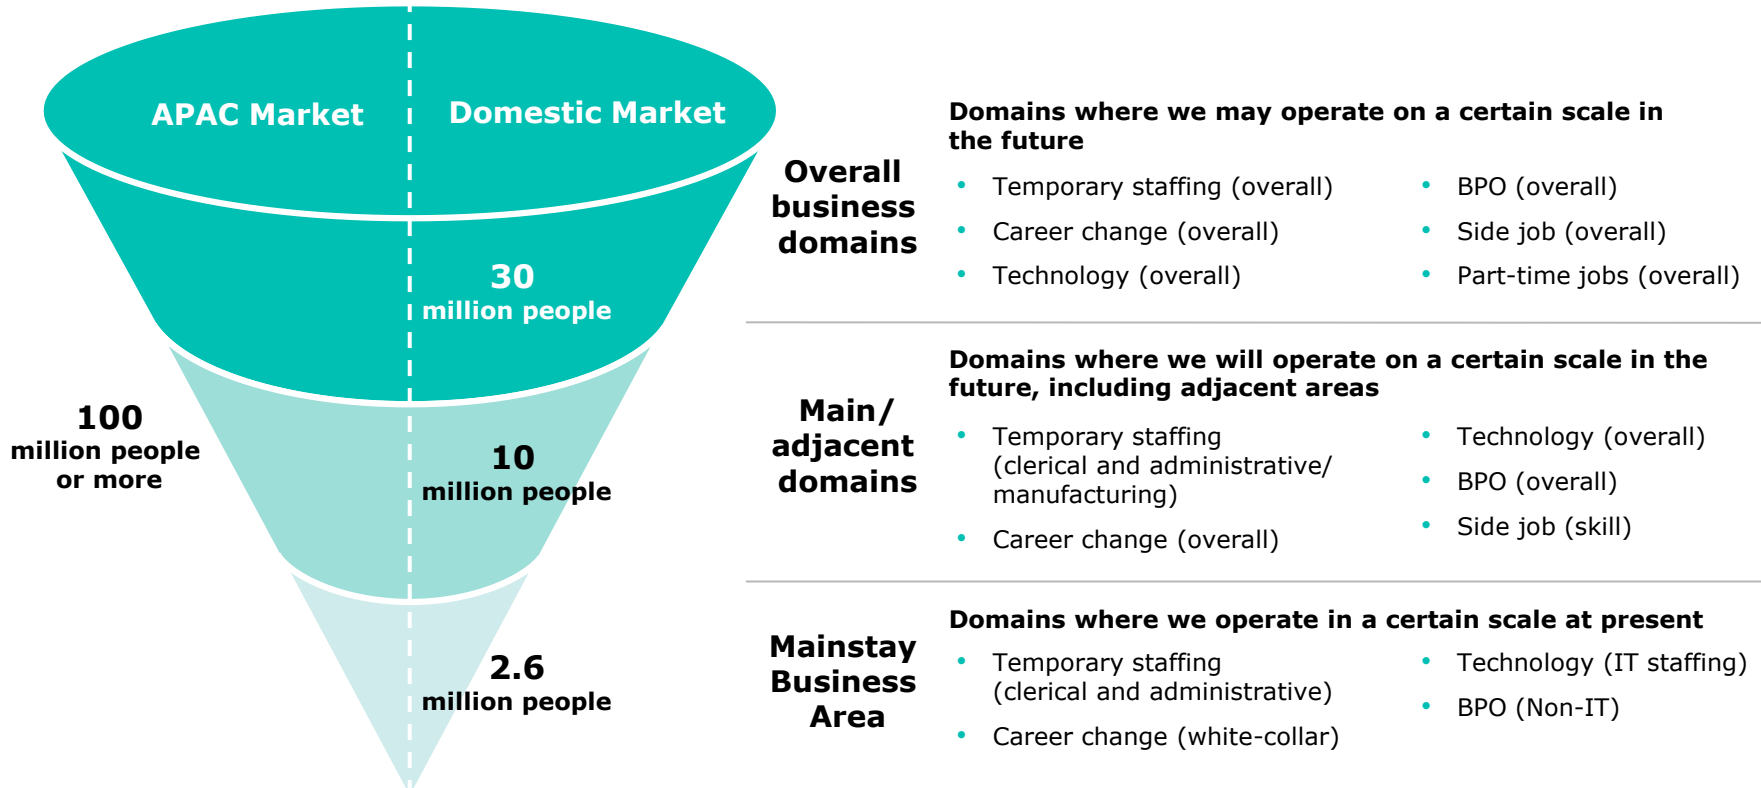 APAC Market
Domestic Market
30
million people
100
million people
or more
10
million people
2.6
million people
Overall
business
domains
Domains where we may operate on a certain scale in
the future
• Temporary staffing (overall)
• Career change (overall)
• Technology (overall)
• BPO (overall)
• Side job (overall)
• Part-time jobs (overall)
Main/
adjacent
domains
Domains where we will operate on a certain scale in the
future, including adjacent areas
• Temporary staffing
(clerical and administrative/
manufacturing)
• Career change (overall)
• Technology (overall)
• BPO (overall)
• Side job (skill)
Mainstay
Business
Area
Domains where we operate in a certain scale at present
• Temporary staffing
(clerical and administrative)
• Career change (white-collar)
• Technology (IT staffing)
• BPO (Non-IT)